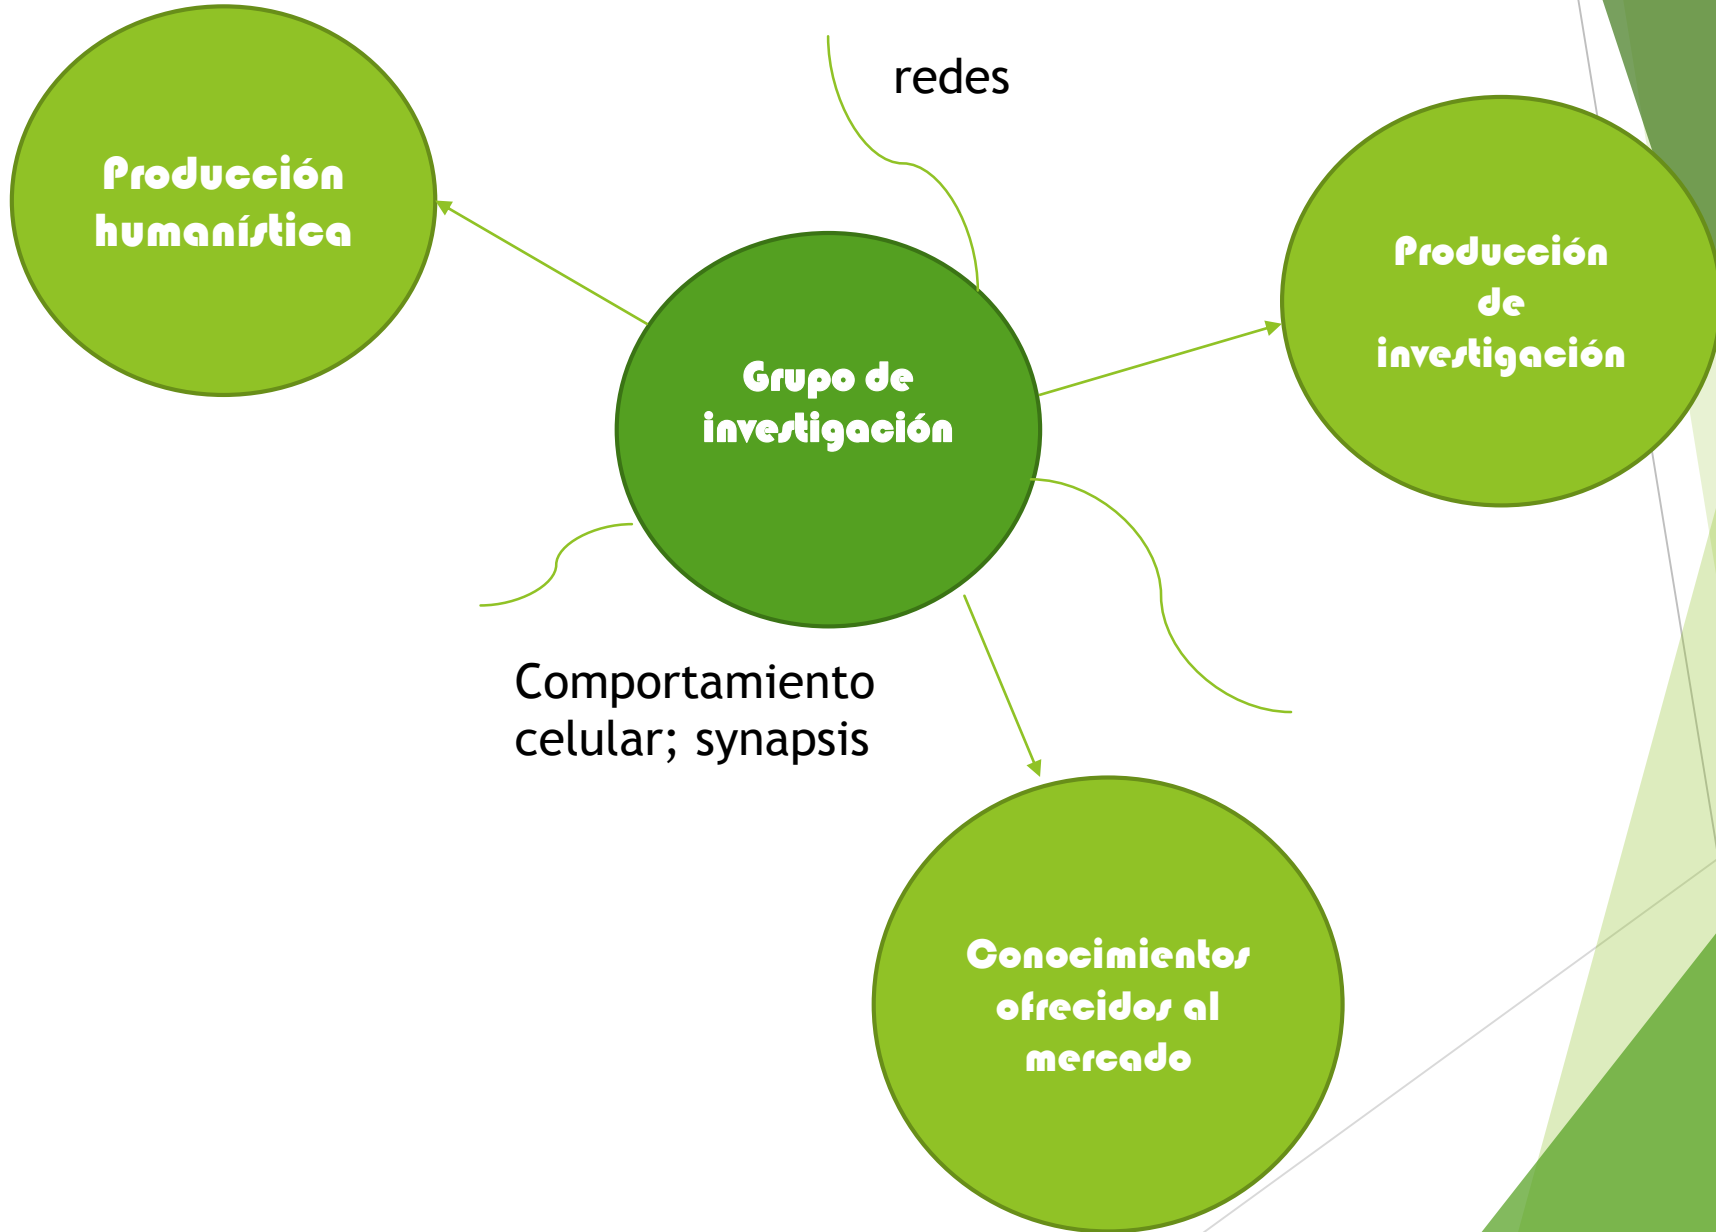 redes
Producción
humanística
Producción
de
investigación
Grupo de
investigación
Comportamiento
celular; synapsis
Conocimientos
ofrecidos al
mercado